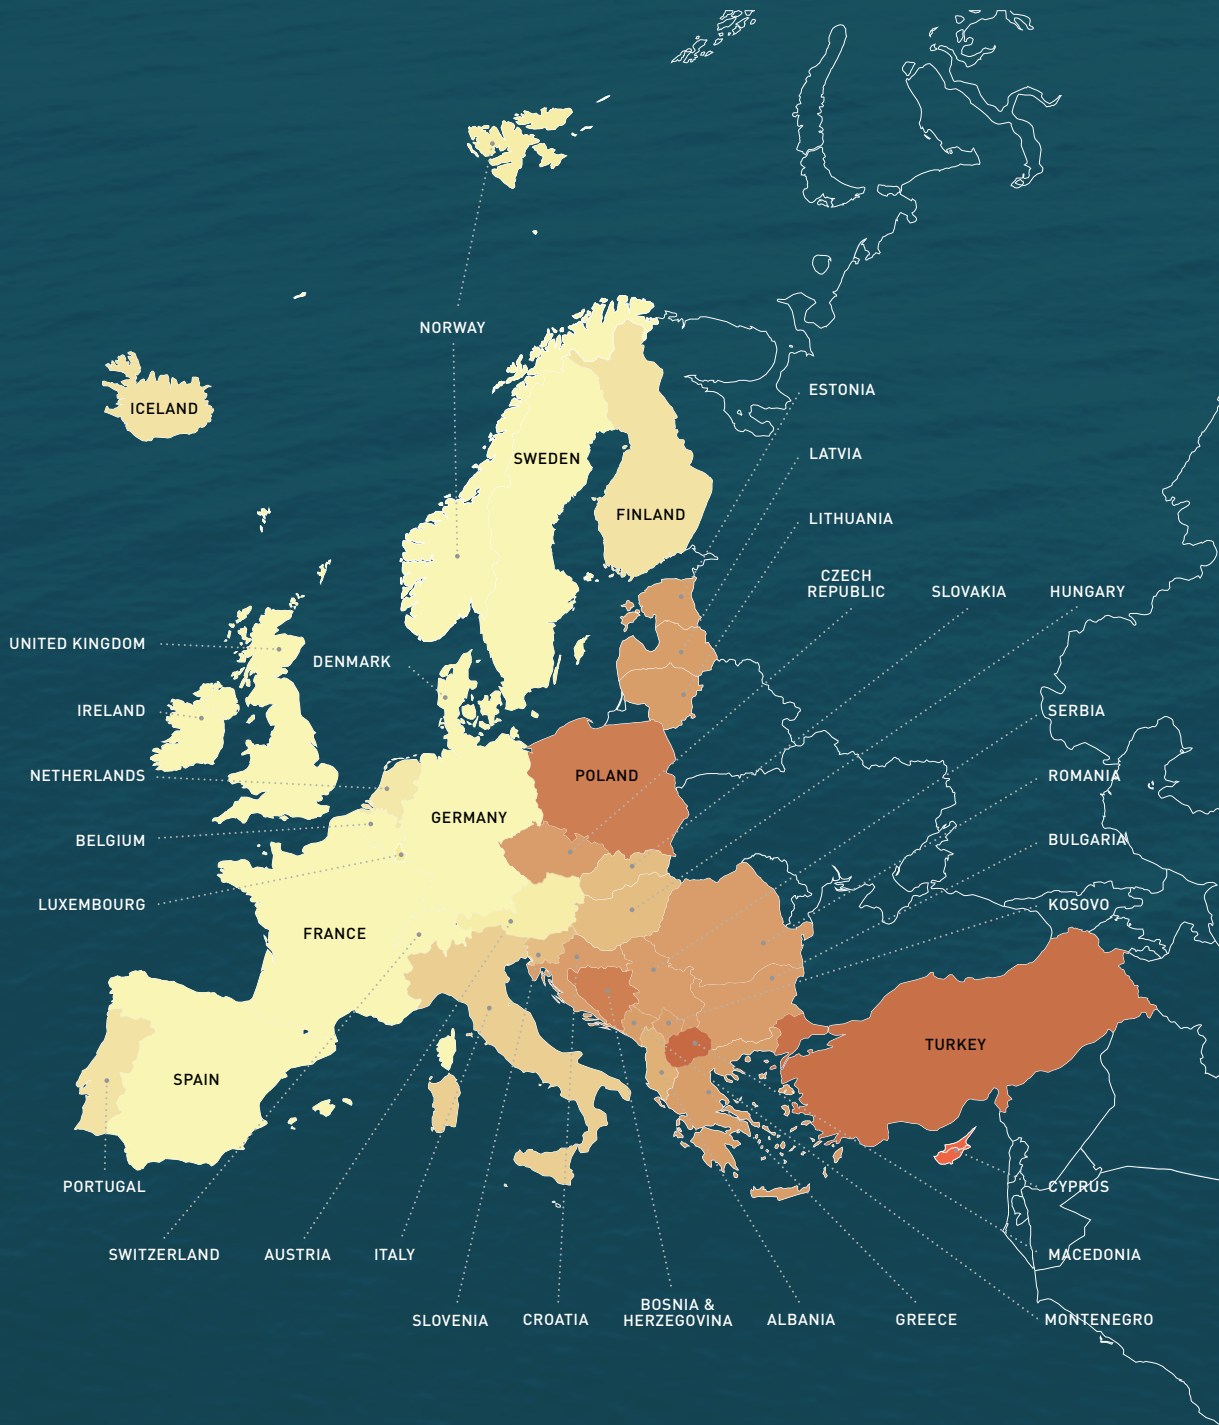 NORWAY
ICELAND
ESTONIA
LATVIA
SWEDEN
FINLAND
LITHUANIA
CZECH
REPUBLIC
SLOVAKIA
HUNGARY
UNITED KINGDOM
DENMARK
IRELAND
SERBIA
NETHERLANDS
POLAND
ROMANIA
GERMANY
BELGIUM
BULGARIA
LUXEMBOURG
KOSOVO
FRANCE
TURKEY
SPAIN
PORTUGAL
CYPRUS
SWITZERLAND
AUSTRIA
ITALY
MACEDONIA
SLOVENIA
CROATIA
BOSNIA &
HERZEGOVINA
ALBANIA
GREECE
MONTENEGRO